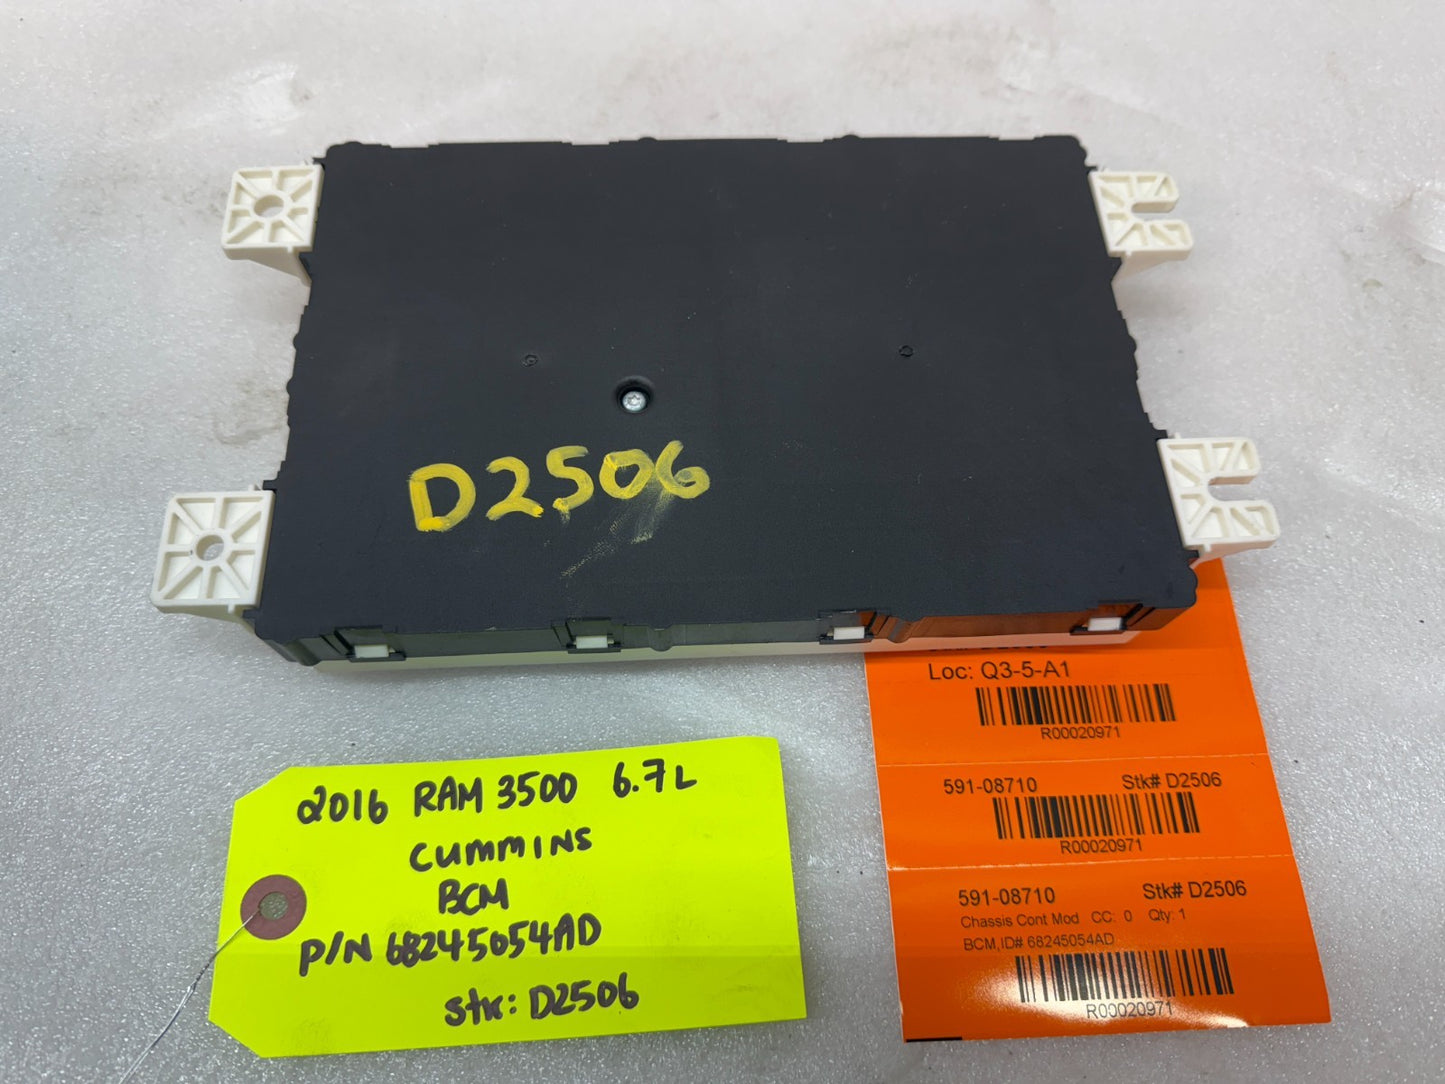 D2506
Loc: Q3-5-A1
R00020971
591-08710 Stk# D2506
R00020971
591-08710 Stk# D2506
Chassis Cont Mod CC: 0 Qty: 1
BCM,ID# 68245054AD
R00020971
2016 RAM 3500 6.7L
CUMMINS
BCM
P/N 68245054AD
Stk: D2506